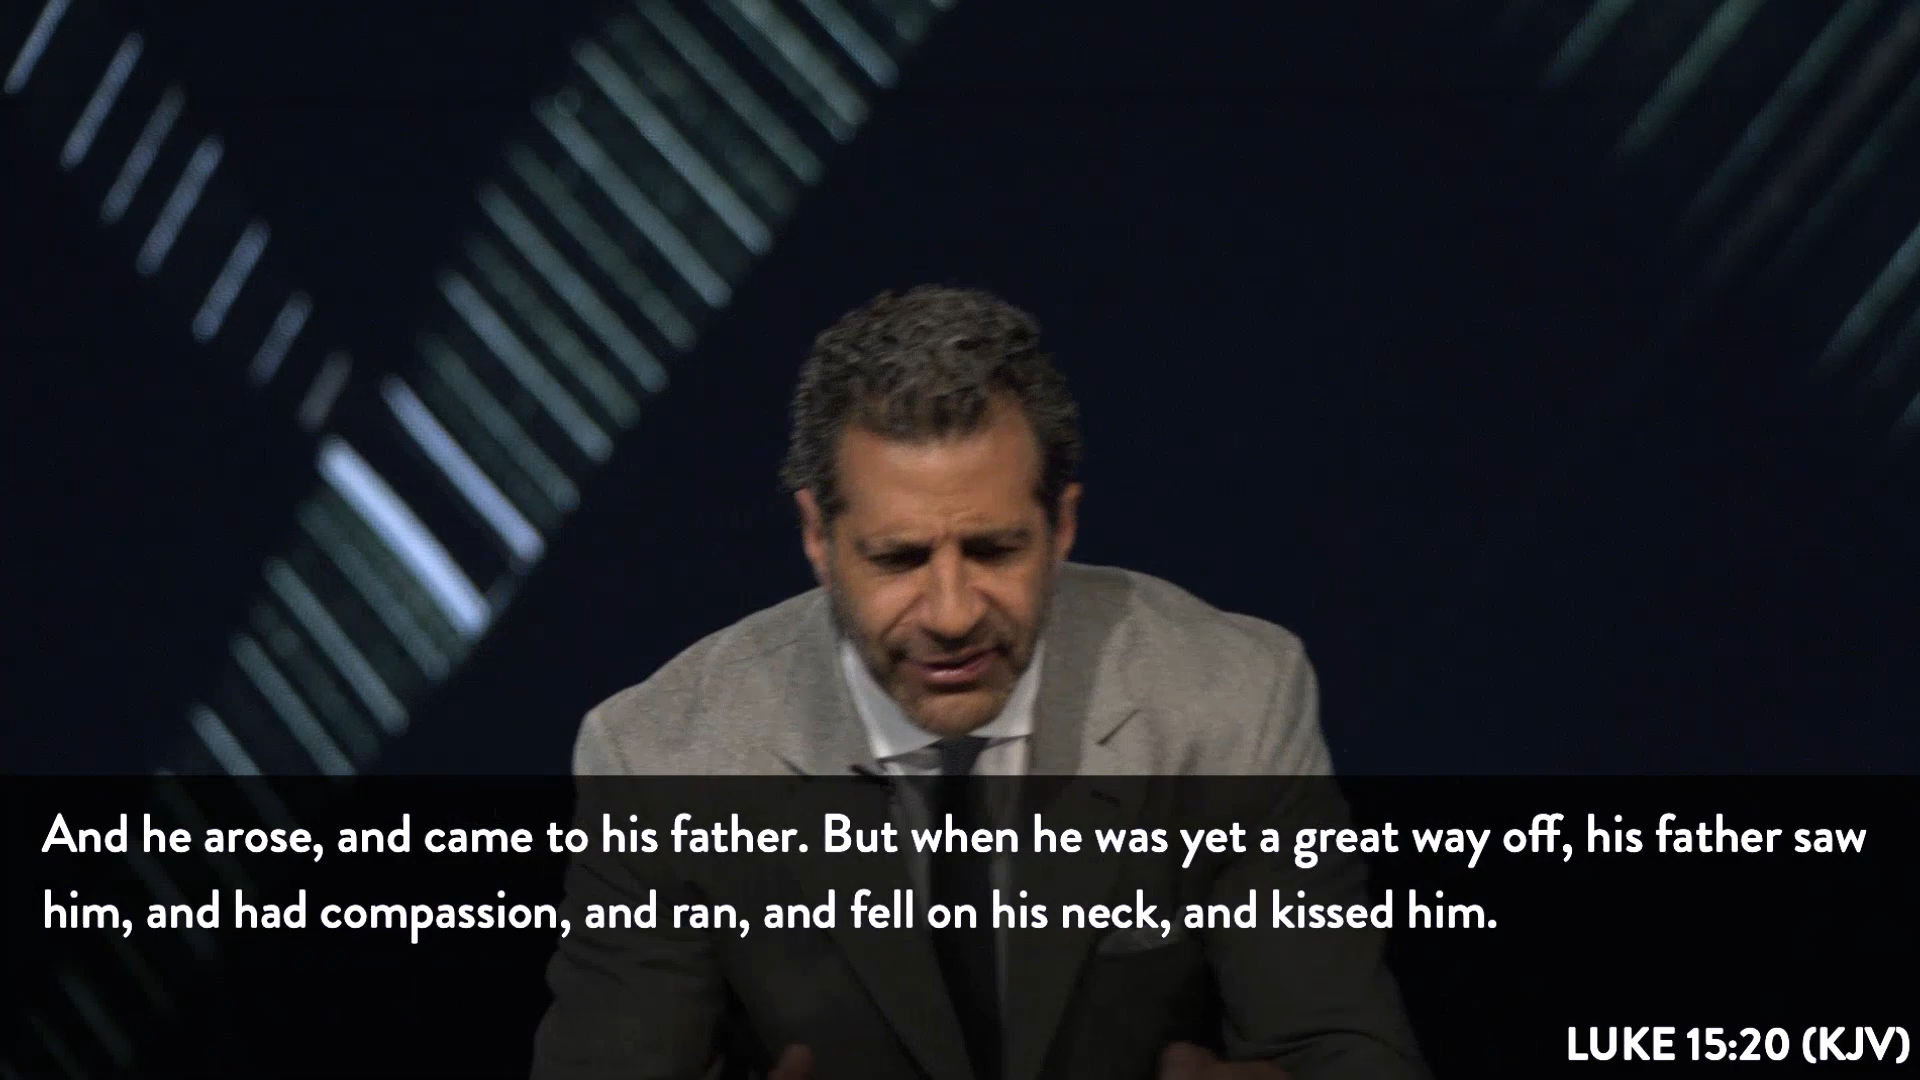 And he arose, and came to his father. But when he was yet a great way off, his father saw
him, and had compassion, and ran, and fell on his neck, and kissed him.
LUKE 15:20 (KJV)